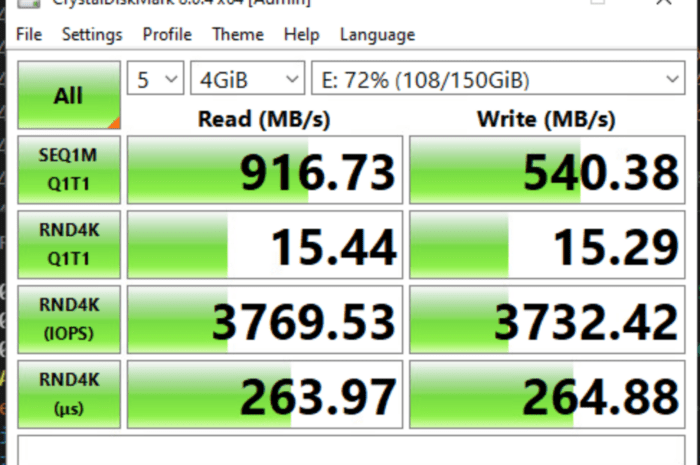 CrystalDiskMark 8.0.4 x64 [Admin]
File Settings Profile Theme Help Language
All 5 4GiB E: 72% (108/150GiB)
Read (MB/s) Write (MB/s)
SEQ1M
Q1T1 916.73 540.38
RND4K
Q1T1 15.44 15.29
RND4K
(IOPS) 3769.53 3732.42
RND4K
(μs) 263.97 264.88